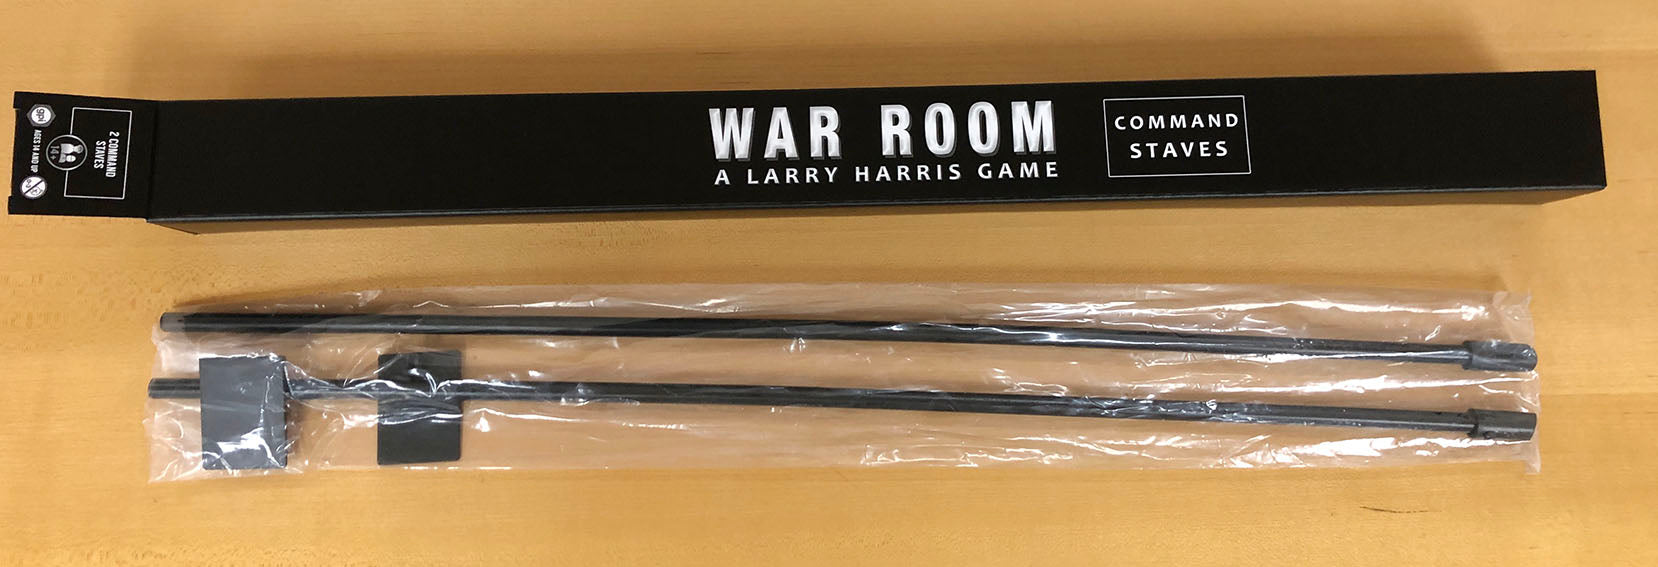 WAR ROOM
A LARRY HARRIS GAME
COMMAND
STAVES
2 COMMAND
STAVES
14+
AGES 14 AND UP